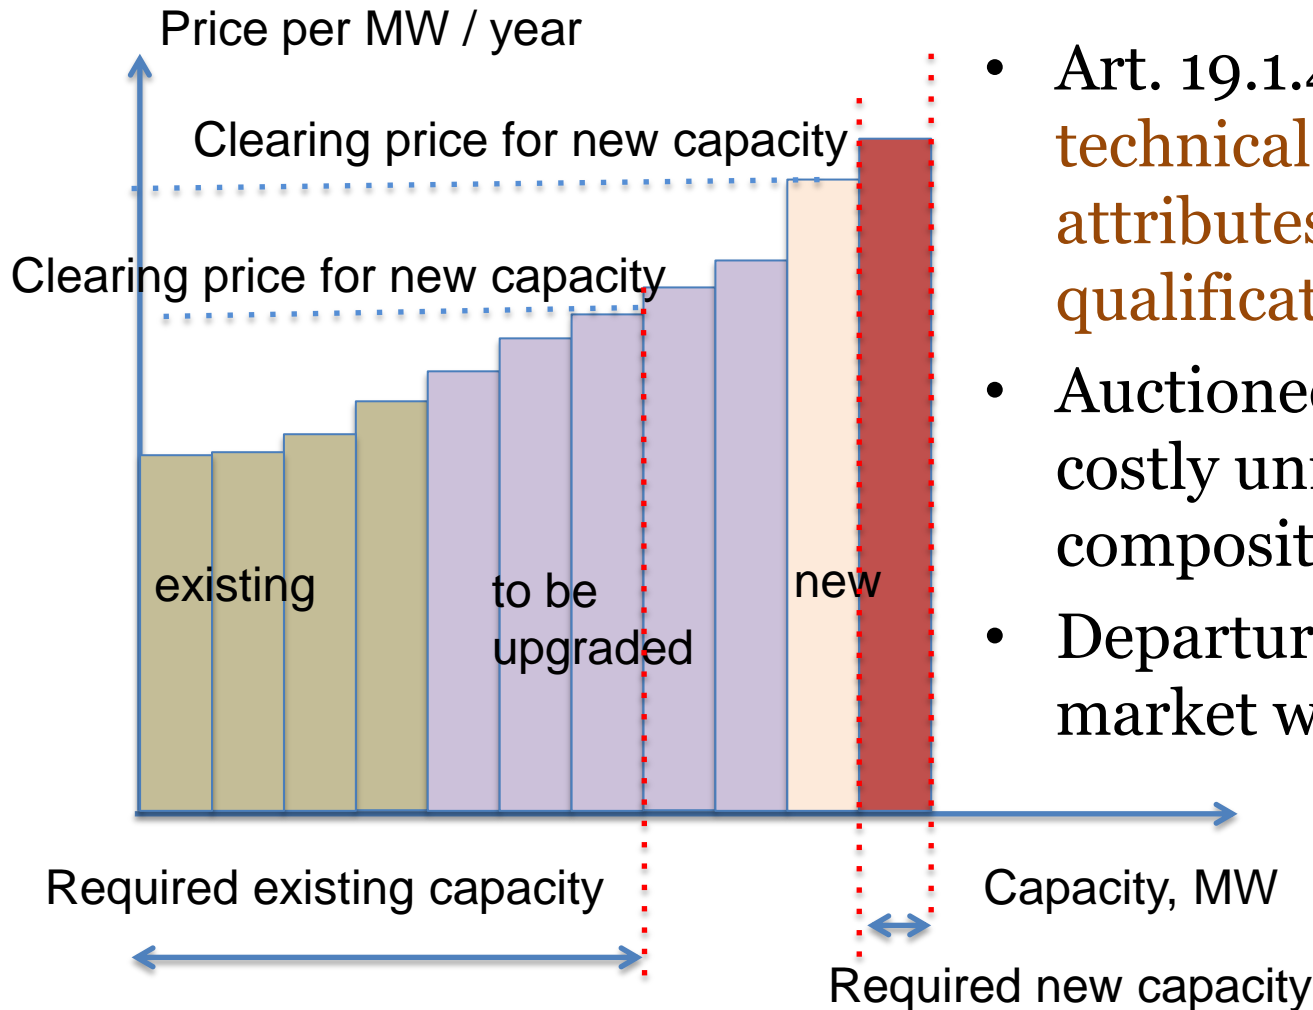 Price per MW / year
Clearing price for new capacity
Clearing price for new capacity
existing
to be
upgraded
new
Required existing capacity
Capacity, MW
Required new capacity
• Art. 19.1.
technical
attributes
qualificat
• Auctione
costly un
composit
• Departur
market w